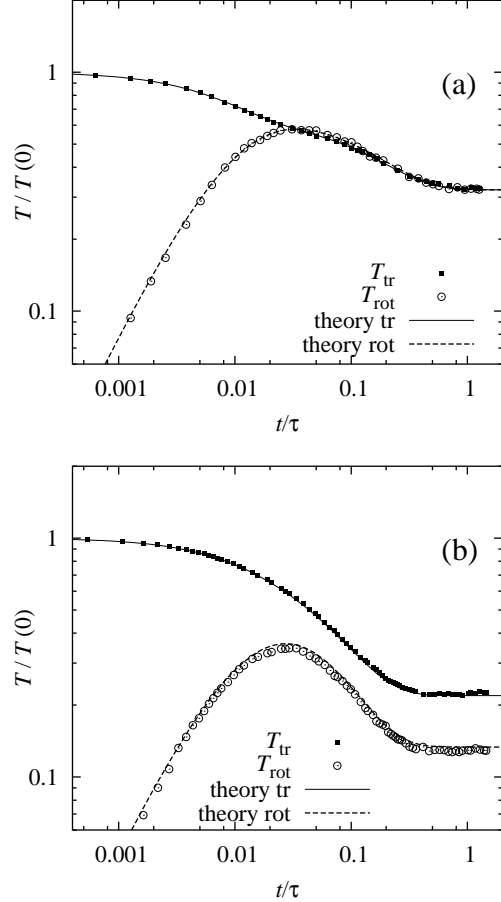 (a)
1
0.1
T / T (0)
T_tr
T_rot
theory tr
theory rot
0.001 0.01 0.1 1
t/τ
(b)
1
0.1
T / T (0)
T_tr
T_rot
theory tr
theory rot
0.001 0.01 0.1 1
t/τ